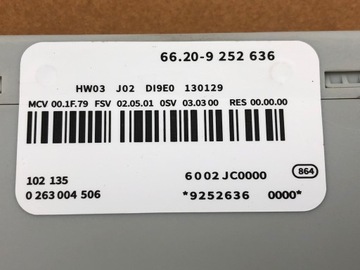 66.20-9 252 636
HW03 J02 DI9E0 130129
MCV 00.1F.79 FSV 02.05.01 0SV 03.03 00 RES 00.00.00
102 135 6002JC0000 864
0 263 004 506 *9252636 0000*